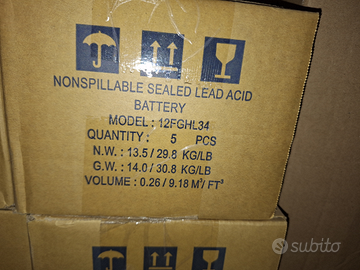 NONSPILLABLE SEALED LEAD ACID
BATTERY
MODEL : 12FGHL34
QUANTITY : 5 PCS
N.W. : 13.5 / 29.8 KG/LB
G.W. : 14.0 / 30.8 KG/LB
VOLUME : 0.26 / 9.18 M³/ FT³
subito